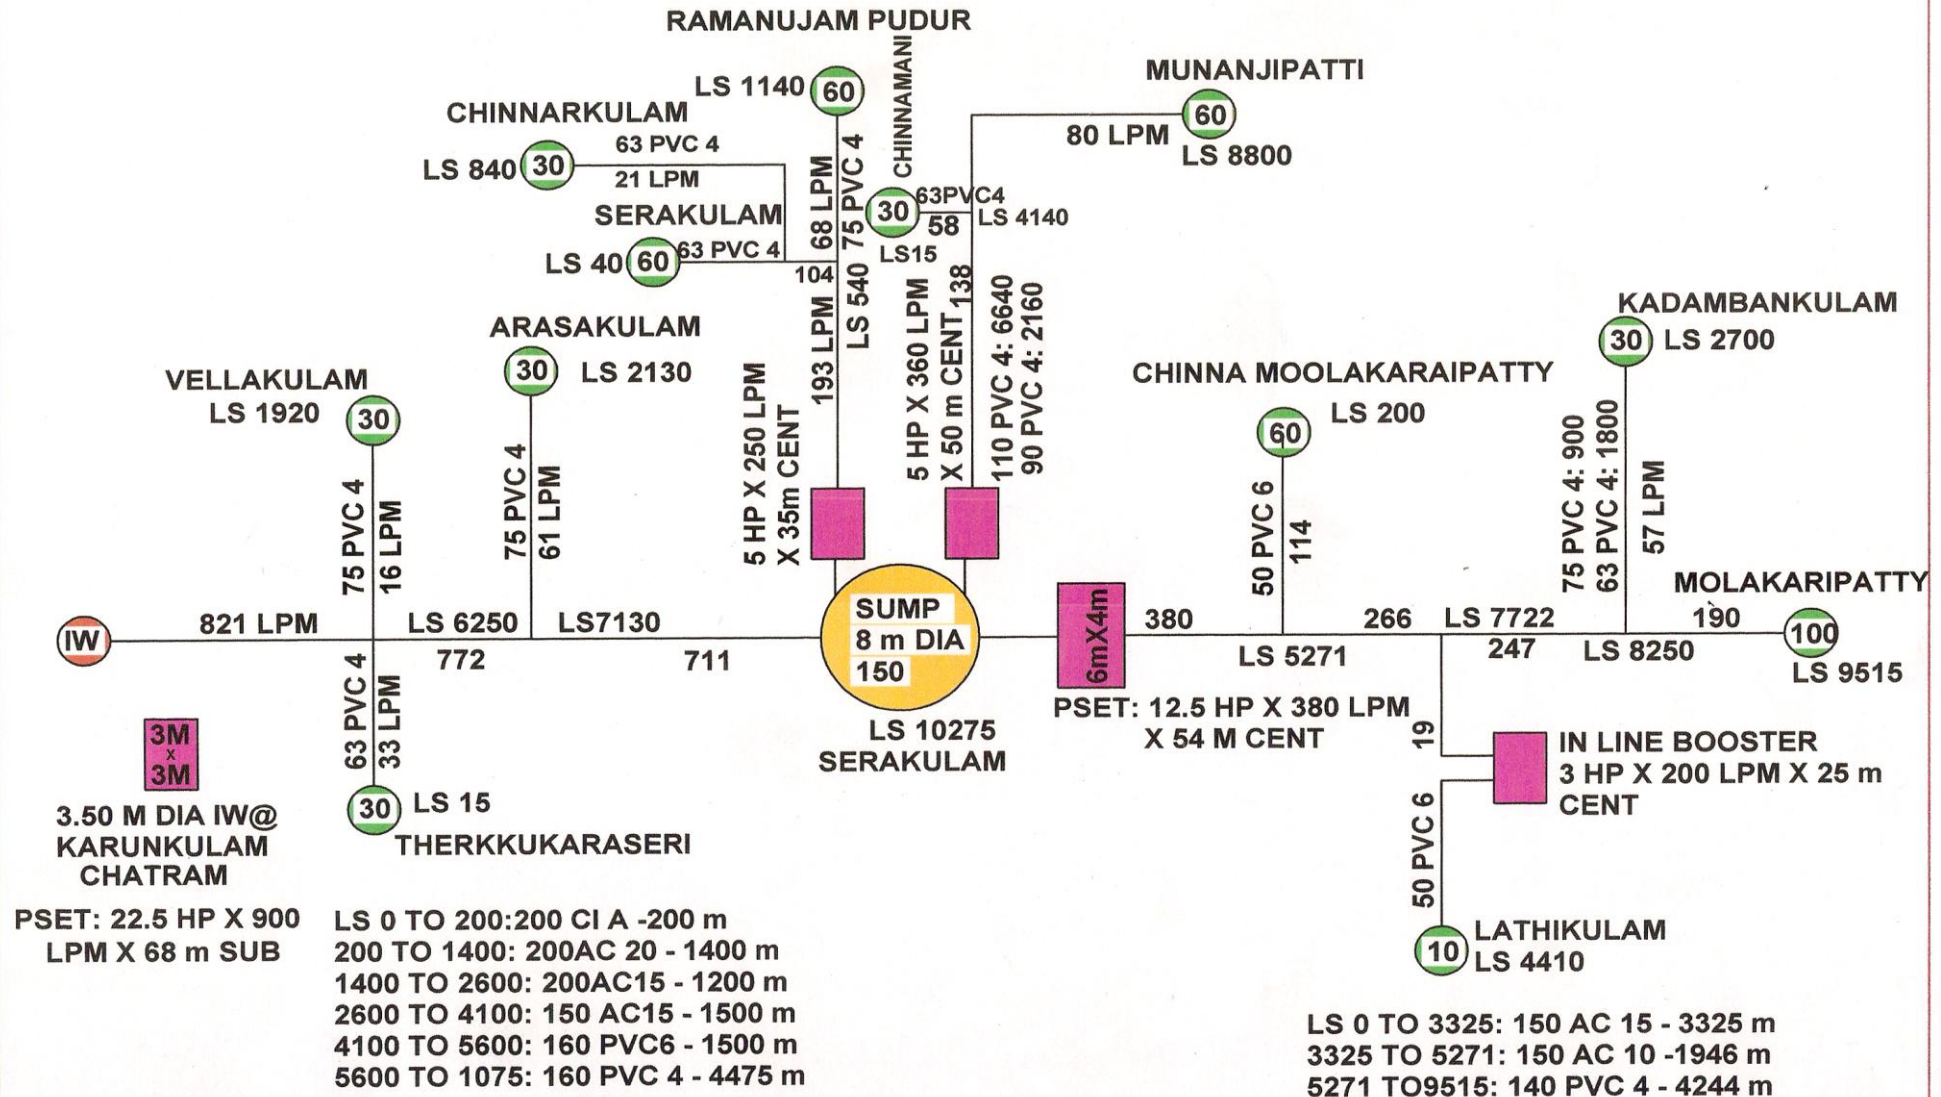 RAMANUJAM PUDUR
LS 1140
60
CHINNAMANI
MUNANJIPATTI
60
80 LPM
LS 8800
CHINNARKULAM
63 PVC 4
LS 840
30
21 LPM
SERAKULAM
LS 40
60
63 PVC 4
104
68 LPM
75 PVC 4
30
63PVC4
58
LS 4140
LS15
193 LPM
LS 540
5 HP X 250 LPM
X 35m CENT
5 HP X 360 LPM
X 50 m CENT
138
110 PVC 4: 6640
90 PVC 4: 2160
ARASAKULAM
30
LS 2130
75 PVC 4
61 LPM
VELLAKULAM
LS 1920
30
75 PVC 4
16 LPM
KADAMBANKULAM
30
LS 2700
75 PVC 4: 900
63 PVC 4: 1800
57 LPM
CHINNA MOOLAKARAIPATTY
LS 200
60
50 PVC 6
114
MOLAKARIPATTY
IW
821 LPM
LS 6250
772
LS7130
711
SUMP
8 m DIA
150
LS 10275
SERAKULAM
6mX4m
380
LS 5271
266
LS 7722
247
LS 8250
190
100
LS 9515
PSET: 12.5 HP X 380 LPM
X 54 M CENT
19
IN LINE BOOSTER
3 HP X 200 LPM X 25 m
CENT
50 PVC 6
10
LATHIKULAM
LS 4410
63 PVC 4
33 LPM
30
LS 15
THERKKUKARASERI
3M
x
3M
3.50 M DIA IW@
KARUNKULAM
CHATRAM
PSET: 22.5 HP X 900
LPM X 68 m SUB
LS 0 TO 200:200 CI A -200 m
200 TO 1400: 200AC 20 - 1400 m
1400 TO 2600: 200AC15 - 1200 m
2600 TO 4100: 150 AC15 - 1500 m
4100 TO 5600: 160 PVC6 - 1500 m
5600 TO 1075: 160 PVC 4 - 4475 m
LS 0 TO 3325: 150 AC 15 - 3325 m
3325 TO 5271: 150 AC 10 -1946 m
5271 TO9515: 140 PVC 4 - 4244 m